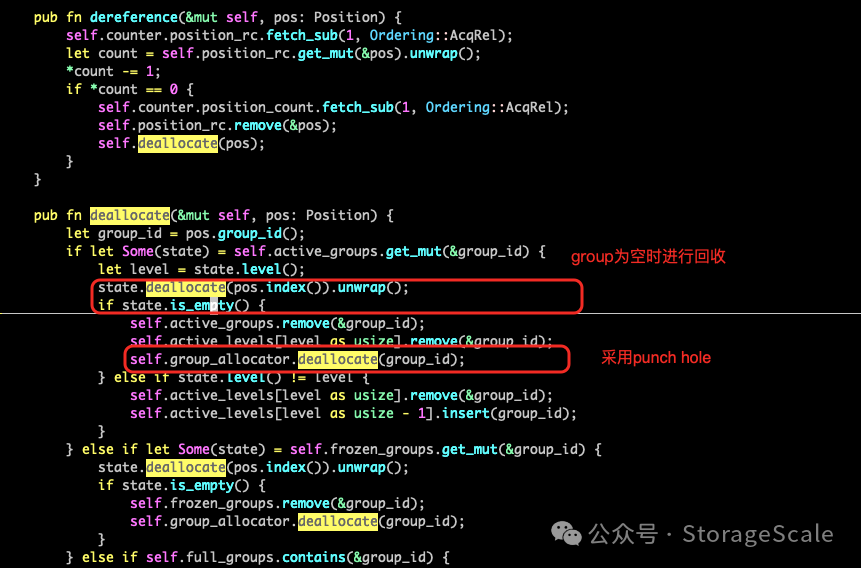 pub fn dereference(&mut self, pos: Position) {
self.counter.position_rc.fetch_sub(1, Ordering::AcqRel);
let count = self.position_rc.get_mut(&pos).unwrap();
*count -= 1;
if *count == 0 {
self.counter.position_count.fetch_sub(1, Ordering::AcqRel);
self.position_rc.remove(&pos);
self.deallocate(pos);
}
}
pub fn deallocate(&mut self, pos: Position) {
let group_id = pos.group_id();
if let Some(state) = self.active_groups.get_mut(&group_id) {
group为空时进行回收
let level = state.level();
state.deallocate(pos.index()).unwrap();
if state.is_empty() {
self.active_groups.remove(&group_id);
self.active_levels[level as usize].remove(&group_id);
self.group_allocator.deallocate(group_id);
采用punch hole
} else if state.level() != level {
self.active_levels[level as usize].remove(&group_id);
self.active_levels[level as usize - 1].insert(group_id);
}
} else if let Some(state) = self.frozen_groups.get_mut(&group_id) {
state.deallocate(pos.index()).unwrap();
if state.is_empty() {
self.frozen_groups.remove(&group_id);
self.group_allocator.deallocate(group_id);
}
} else if self.full_groups.contains(&group_id) {
公众号 · StorageScale